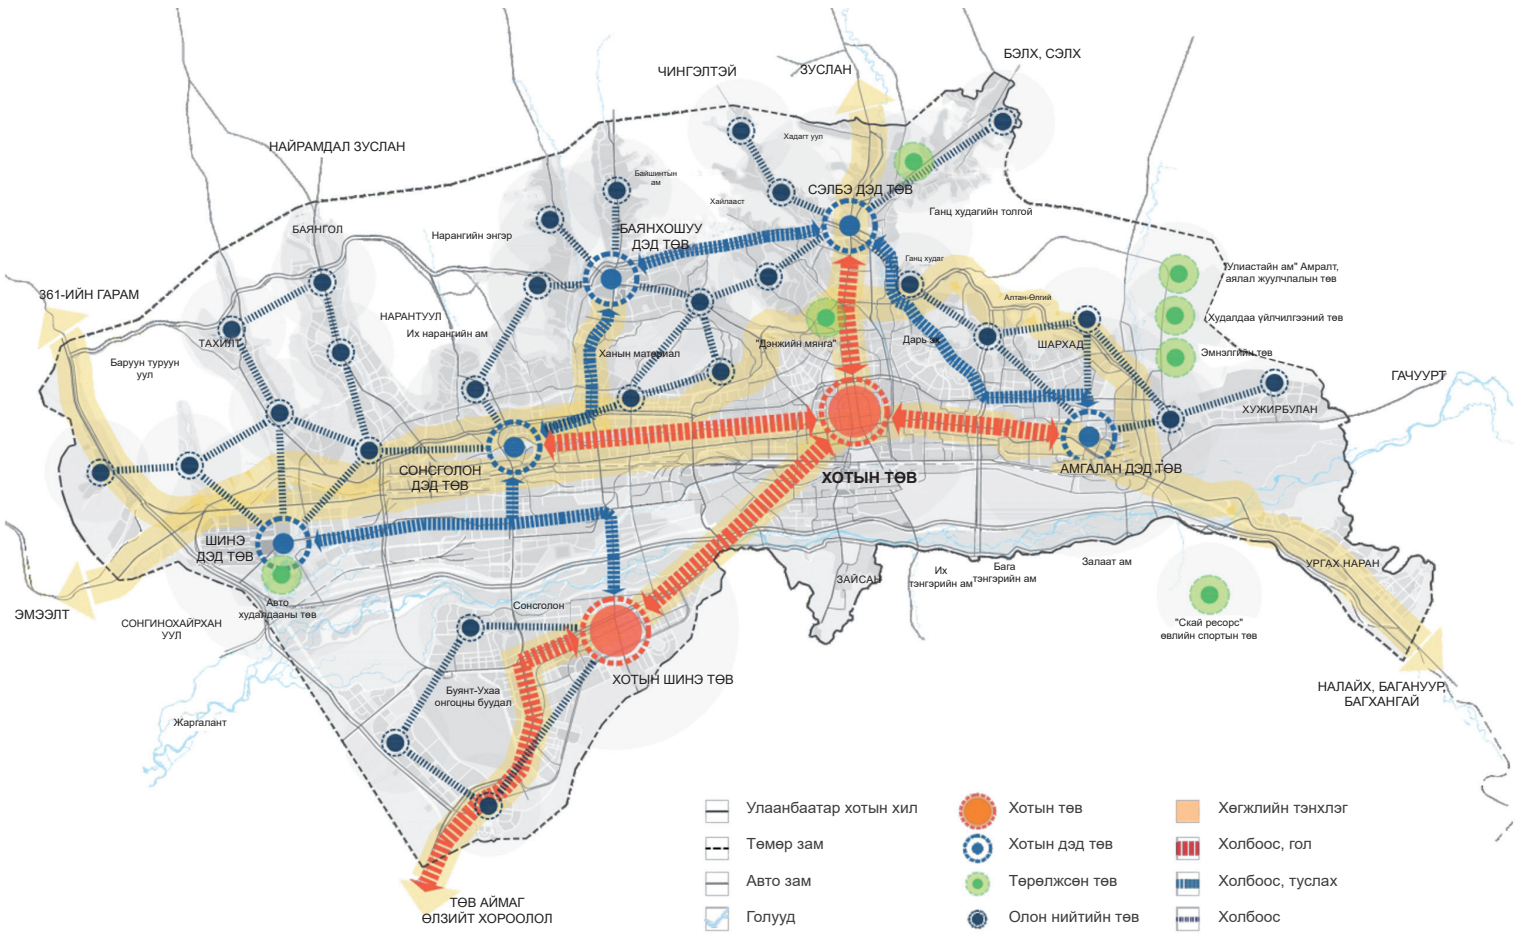 БЭЛХ, СЭЛХ
ЗУСЛАН
ЧИНГЭЛТЭЙ
Хадагт уул
НАЙРАМДАЛ ЗУСЛАН
Байшинтын
ам
СЭЛБЭ ДЭД ТӨВ
Хайлааст
Ганц худагийн толгой
БАЯНГОЛ
Нарангийн энгэр
БАЯНХОШУУ
ДЭД ТӨВ
Ганц худаг
"Улиастайн ам" Амралт,
аялал жуулчлалын төв
361-ИЙН ГАРАМ
Алтан-Өлгий
НАРАНТУУЛ
Их нарангийн ам
Худалдаа үйлчилгээний төв
ТАХИЛТ
"Дэнжийн мянга"
Дарь эх
ШАРХАД
Баруун туруун
уул
Ханын материал
Эмнэлгийн төв
ГАЧУУРТ
ХУЖИРБУЛАН
СОНСГОЛОН
ДЭД ТӨВ
ХОТЫН ТӨВ
АМГАЛАН ДЭД ТӨВ
ШИНЭ
ДЭД ТӨВ
ЗАЙСАН
Их
тэнгэрийн ам
Бага
тэнгэрийн ам
Залаат ам
УРГАХ НАРАН
ЭМЭЭЛТ
Авто
худалдааны төв
Сонсголон
СОНГИНОХАЙРХАН
УУЛ
"Скай ресорс"
өвлийн спортын төв
ХОТЫН ШИНЭ ТӨВ
Буянт-Ухаа
онгоцны буудал
НАЛАЙХ, БАГАНУУР,
БАГХАНГАЙ
Жаргалант
ТӨВ АЙМАГ
ӨЛЗИЙТ ХОРООЛОЛ
Улаанбаатар хотын хил
Төмөр зам
Авто зам
Голууд
Хотын төв
Хотын дэд төв
Төрөлжсөн төв
Олон нийтийн төв
Хөгжлийн тэнхлэг
Холбоос, гол
Холбоос, туслах
Холбоос